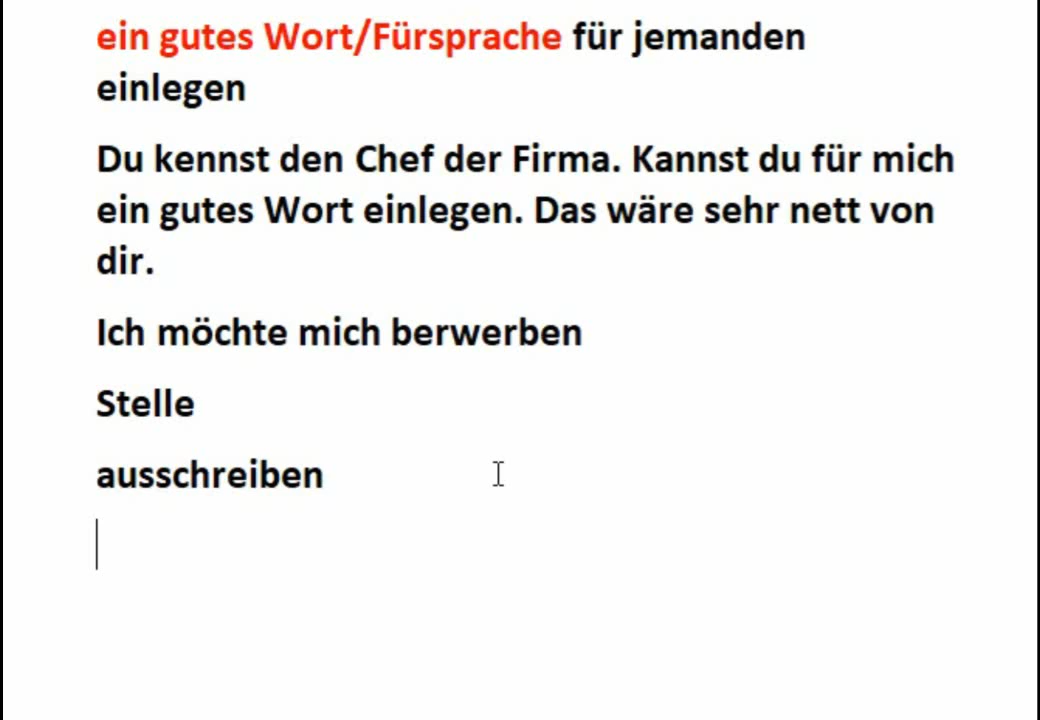 ein gutes Wort/Fürsprache für jemanden
einlegen
Du kennst den Chef der Firma. Kannst du für mich
ein gutes Wort einlegen. Das wäre sehr nett von
dir.
Ich möchte mich berwerben
Stelle
ausschreiben